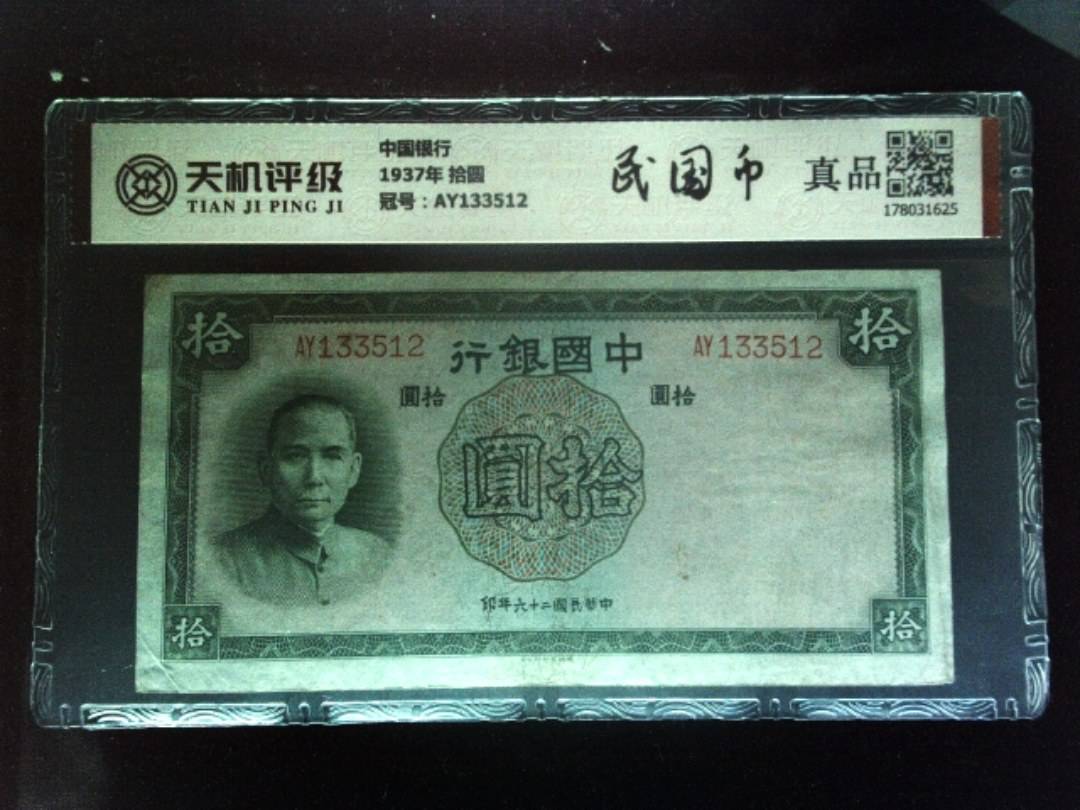 天机评级
TIAN JI PING JI
中国银行
1937年 拾圓
冠号：AY133512
民国币
真品
178031625
拾
拾
AY133512
行銀國中
AY133512
圓拾
圓拾
圓拾
印年六十二國民華中
拾
拾